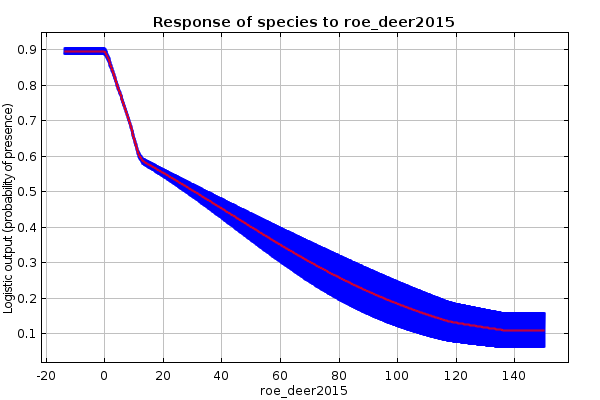 Response of species to roe_deer2015
Logistic output (probability of presence)
0.9
0.8
0.7
0.6
0.5
0.4
0.3
0.2
0.1
-20 0 20 40 60 80 100 120 140
roe_deer2015